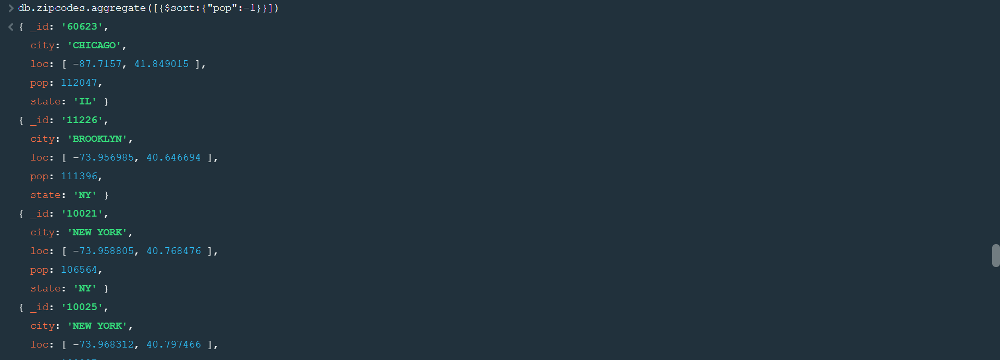 > db.zipcodes.aggregate([{$sort:{"pop":-1}}])
< { _id: '60623',
city: 'CHICAGO',
loc: [ -87.7157, 41.849015 ],
pop: 112047,
state: 'IL' }
{ _id: '11226',
city: 'BROOKLYN',
loc: [ -73.956985, 40.646694 ],
pop: 111396,
state: 'NY' }
{ _id: '10021',
city: 'NEW YORK',
loc: [ -73.958805, 40.768476 ],
pop: 106564,
state: 'NY' }
{ _id: '10025',
city: 'NEW YORK',
loc: [ -73.968312, 40.797466 ],